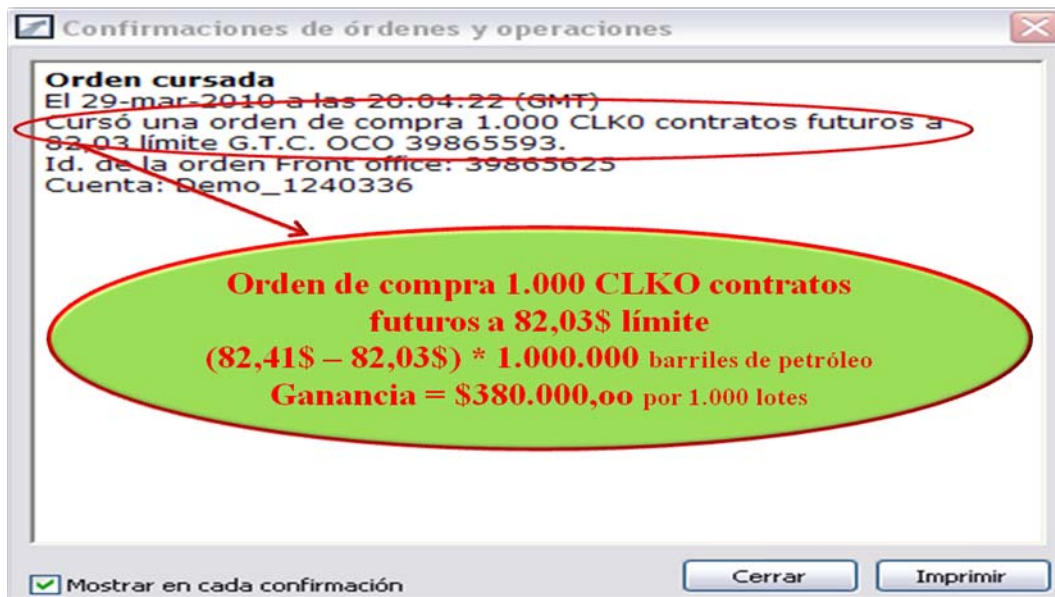 Confirmaciones de órdenes y operaciones
Orden cursada
El 29-mar-2010 a las 20:04:22 (GMT)
Cursó una orden de compra 1.000 CLK0 contratos futuros a
82,03 límite G.T.C. OCO 39865593.
Id. de la orden Front office: 39865625
Cuenta: Demo_1240336
Orden de compra 1.000 CLKO contratos
futuros a 82,03$ límite
(82,41$ – 82,03$) * 1.000.000 barriles de petróleo
Ganancia = $380.000,oo por 1.000 lotes
Mostrar en cada confirmación
Cerrar
Imprimir